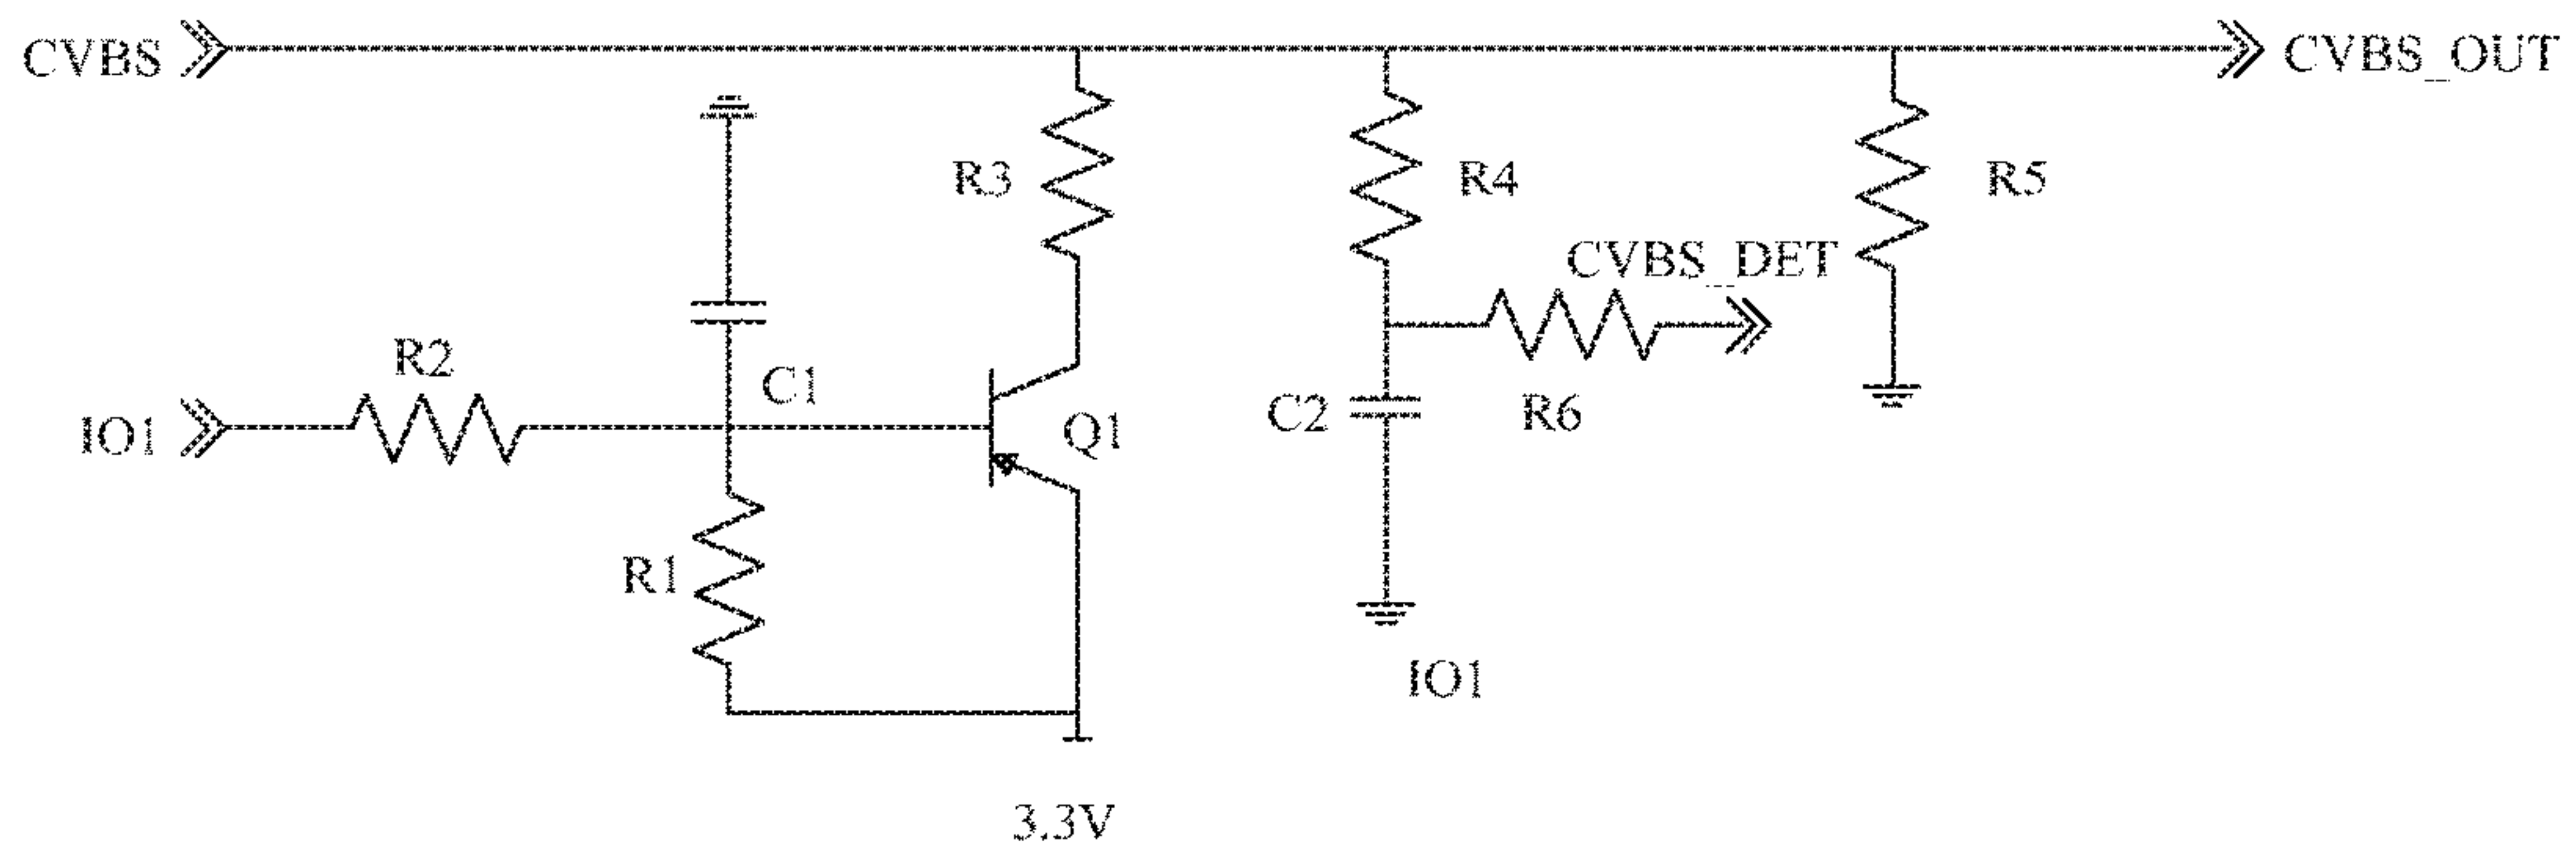 CVBS
CVBS_OUT
R3
R4
R5
CVBS_DET
R2
C1
IO1
Q1
C2
R6
R1
IO1
3.3V